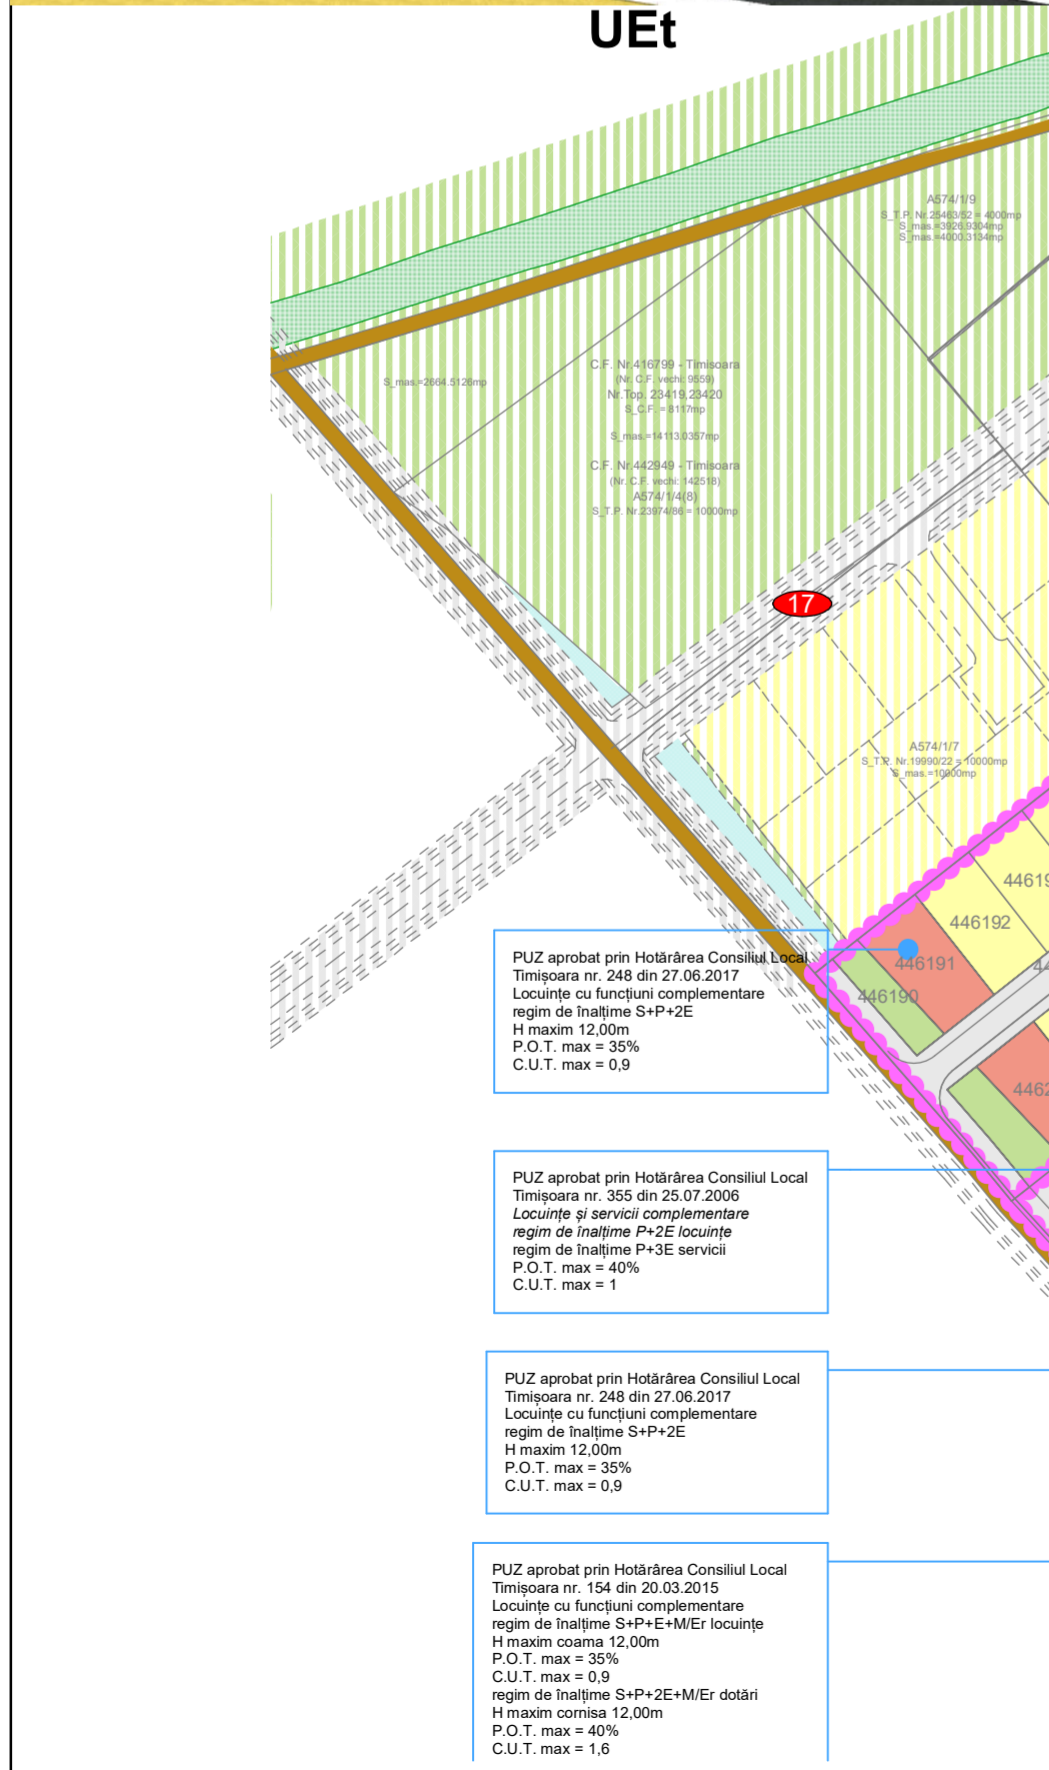 UEt
A574/1/9
S_T.P. Nr.25463/52 = 4000mp
S_mas.=3926.9304mp
S_mas.=4000.3134mp
S_mas.=2664.5126mp
C.F. Nr.416799 - Timisoara
(Nr. C.F. vechi: 9559)
Nr.Top. 23419,23420
S_C.F. = 8117mp
S_mas.=14113.0357mp
C.F. Nr.442949 - Timisoara
(Nr. C.F. vechi: 142518)
A574/1/4(8)
S_T.P. Nr.23974/86 = 10000mp
17
A574/1/7
S_T.P. Nr.19990/22 = 10000mp
S_mas.=10000mp
446192
446191
446190
PUZ aprobat prin Hotărârea Consiliul Local
Timișoara nr. 248 din 27.06.2017
Locuințe cu funcțiuni complementare
regim de înalțime S+P+2E
H maxim 12,00m
P.O.T. max = 35%
C.U.T. max = 0,9
PUZ aprobat prin Hotărârea Consiliul Local
Timișoara nr. 355 din 25.07.2006
Locuințe și servicii complementare
regim de înalțime P+2E locuințe
regim de înalțime P+3E servicii
P.O.T. max = 40%
C.U.T. max = 1
PUZ aprobat prin Hotărârea Consiliul Local
Timișoara nr. 248 din 27.06.2017
Locuințe cu funcțiuni complementare
regim de înalțime S+P+2E
H maxim 12,00m
P.O.T. max = 35%
C.U.T. max = 0,9
PUZ aprobat prin Hotărârea Consiliul Local
Timișoara nr. 154 din 20.03.2015
Locuințe cu funcțiuni complementare
regim de înalțime S+P+E+M/Er locuințe
H maxim coama 12,00m
P.O.T. max = 35%
C.U.T. max = 0,9
regim de înalțime S+P+2E+M/Er dotări
H maxim cornisa 12,00m
P.O.T. max = 40%
C.U.T. max = 1,6